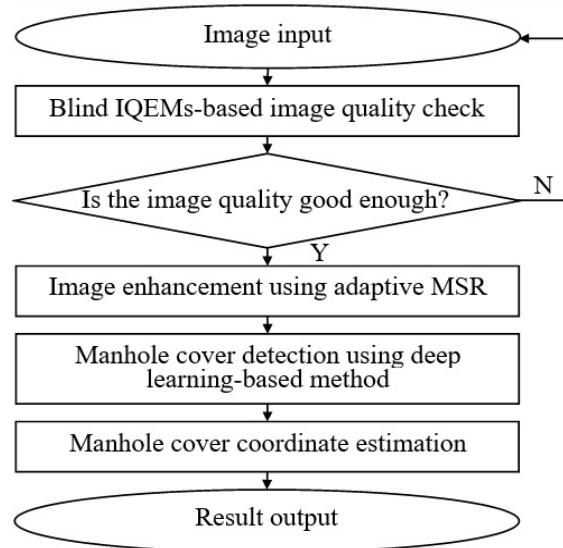 Image input
Blind IQEMs-based image quality check
Is the image quality good enough?
N
Y
Image enhancement using adaptive MSR
Manhole cover detection using deep
learning-based method
Manhole cover coordinate estimation
Result output